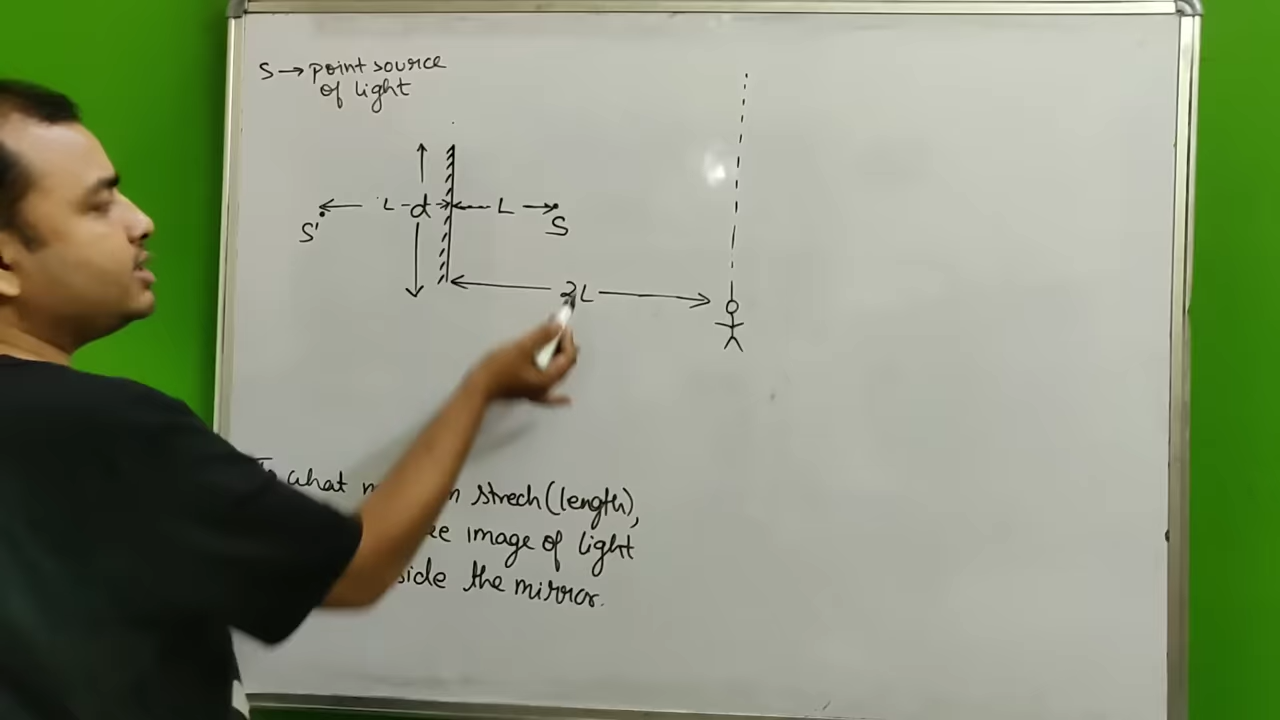 S→ point source
of light
L d L
S' S
2L
what strech (length),
image of light
side the mirror.